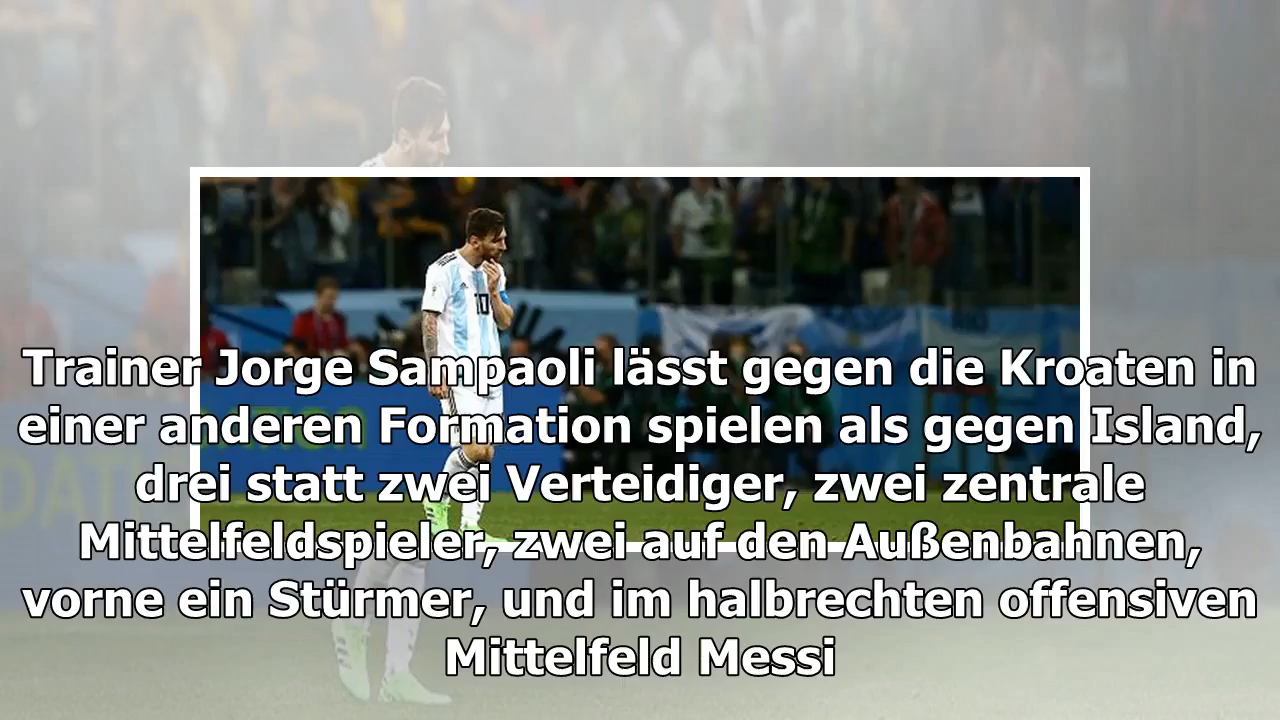 Trainer Jorge Sampaoli lässt gegen die Kroaten in
einer anderen Formation spielen als gegen Island,
drei statt zwei Verteidiger, zwei zentrale
Mittelfeldspieler, zwei auf den Außenbahnen,
vorne ein Stürmer, und im halbrechten offensiven
Mittelfeld Messi
10